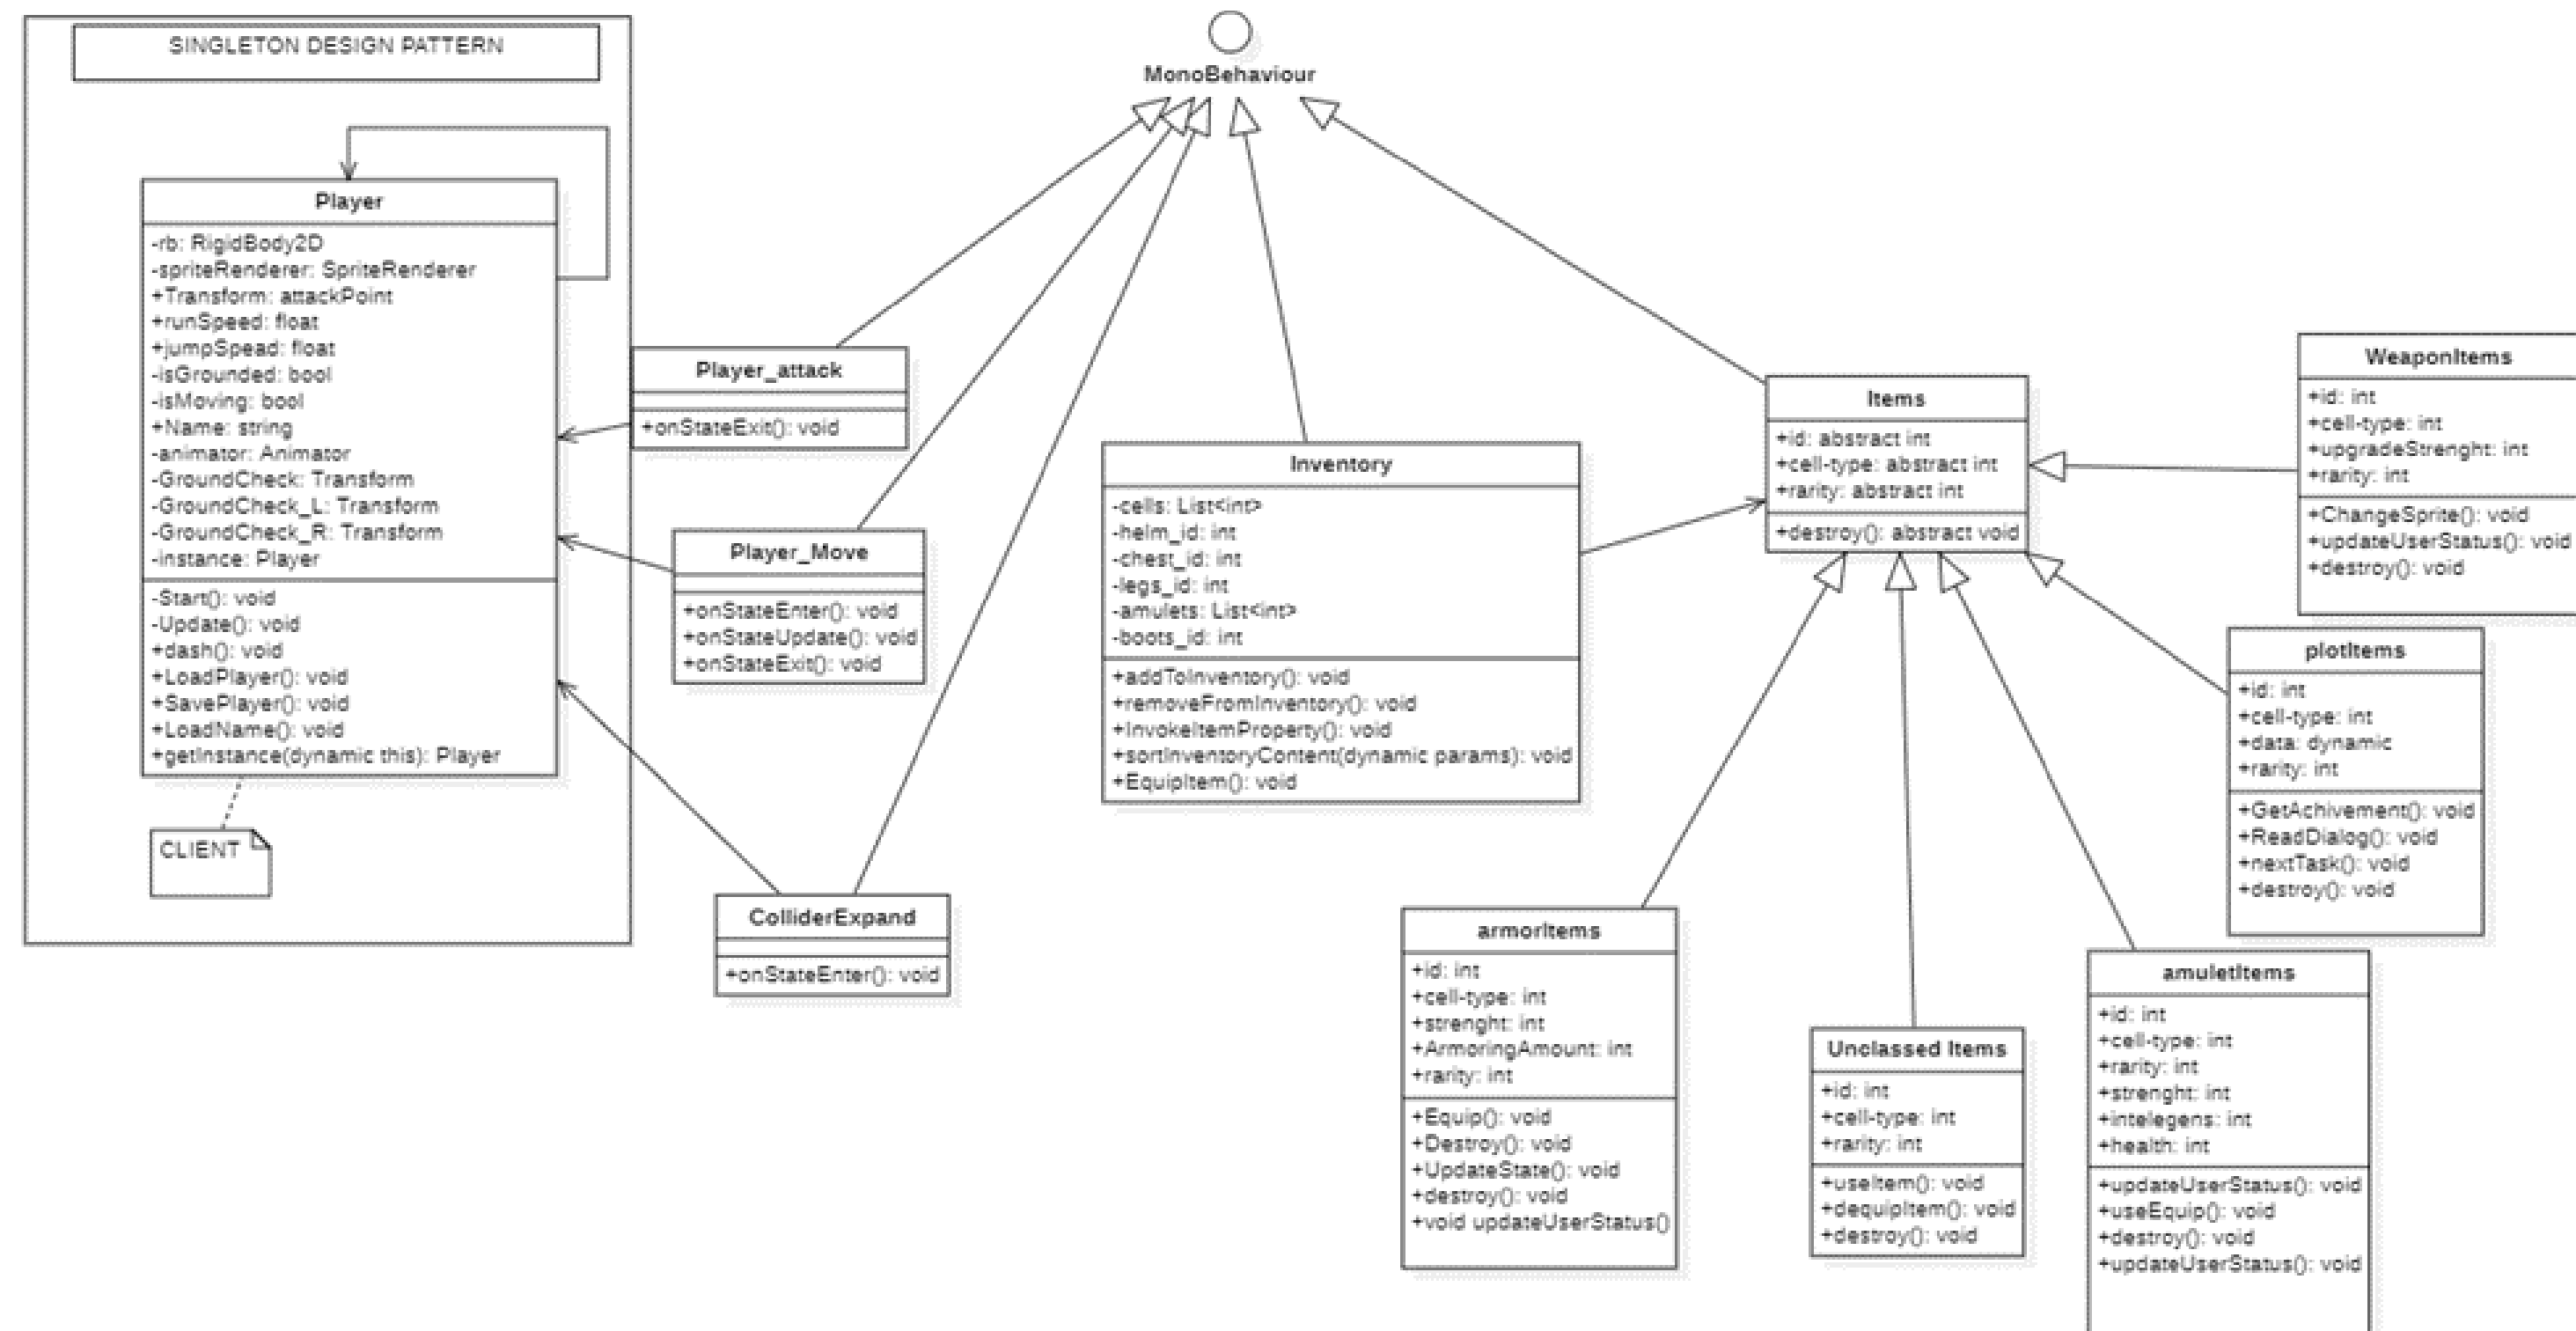 SINGLETON DESIGN PATTERN
Player
-rb: RigidBody2D
-spriteRenderer: SpriteRenderer
+Transform: attackPoint
+runSpeed: float
+jumpSpead: float
-isGrounded: bool
-isMoving: bool
+Name: string
-animator: Animator
-GroundCheck: Transform
-GroundCheck_L: Transform
-GroundCheck_R: Transform
-instance: Player
-Start(): void
-Update(): void
+dash(): void
+LoadPlayer(): void
+SavePlayer(): void
+LoadName(): void
+getInstance(dynamic this): Player
CLIENT
MonoBehaviour
Player_attack
+onStateExit(): void
Player_Move
+onStateEnter(): void
+onStateUpdate(): void
+onStateExit(): void
ColliderExpand
+onStateEnter(): void
Inventory
-cells: List<int>
-helm_id: int
-chest_id: int
-legs_id: int
-amulets: List<int>
-boots_id: int
+addToInventory(): void
+removeFromInventory(): void
+InvokeItemProperty(): void
+sortInventoryContent(dynamic params): void
+EquipItem(): void
Items
+id: abstract int
+cell-type: abstract int
+rarity: abstract int
+destroy(): abstract void
WeaponItems
+id: int
+cell-type: int
+upgradeStrenght: int
+rarity: int
+ChangeSprite(): void
+updateUserStatus(): void
+destroy(): void
plotItems
+id: int
+cell-type: int
+data: dynamic
+rarity: int
+GetAchivement(): void
+ReadDialog(): void
+nextTask(): void
+destroy(): void
armorItems
+id: int
+cell-type: int
+strenght: int
+ArmoringAmount: int
+rarity: int
+Equip(): void
+Destroy(): void
+UpdateState(): void
+destroy(): void
+void updateUserStatus()
Unclassed Items
+id: int
+cell-type: int
+rarity: int
+useItem(): void
+dequipItem(): void
+destroy(): void
amuletItems
+id: int
+cell-type: int
+rarity: int
+strenght: int
+intelegens: int
+health: int
+updateUserStatus(): void
+useEquip(): void
+destroy(): void
+updateUserStatus(): void